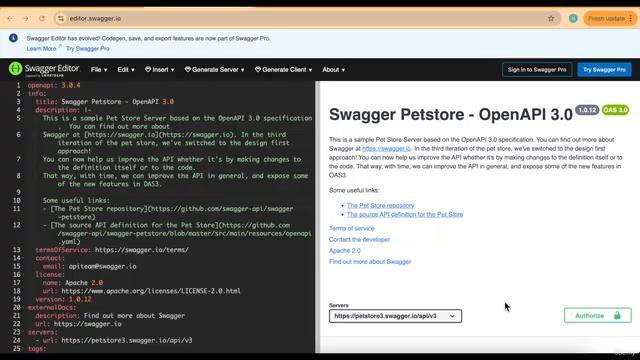 editor.swagger.io
Fresh update
Swagger Editor has evolved! Codegen, save, and export features are now part of Swagger Pro.
Learn More Try Swagger Pro
Swagger Editor
File Edit Insert Generate Server Generate Client About
Sign in to Swagger Pro
Try Swagger Pro
1 openapi: 3.0.4
2 info:
3 title: Swagger Petstore - OpenAPI 3.0
4 description: |-
5 This is a sample Pet Store Server based on the OpenAPI 3.0 specification
. You can find out more about
6 Swagger at [https://swagger.io](https://swagger.io). In the third
iteration of the pet store, we've switched to the design first
approach!
7 You can now help us improve the API whether it's by making changes to
the definition itself or to the code.
8 That way, with time, we can improve the API in general, and expose some
of the new features in OAS3.
9
10 Some useful links:
11 - [The Pet Store repository](https://github.com/swagger-api/swagger
-petstore)
12 - [The source API definition for the Pet Store](https://github.com
/swagger-api/swagger-petstore/blob/master/src/main/resources/openapi
.yaml)
13 termsOfService: https://swagger.io/terms/
14 contact:
15 email: apiteam@swagger.io
16 license:
17 name: Apache 2.0
18 url: https://www.apache.org/licenses/LICENSE-2.0.html
19 version: 1.0.12
20 externalDocs:
21 description: Find out more about Swagger
22 url: https://swagger.io
23 servers:
24 - url: https://petstore3.swagger.io/api/v3
25 tags:
Swagger Petstore - OpenAPI 3.0 1.0.12 OAS 3.0
This is a sample Pet Store Server based on the OpenAPI 3.0 specification. You can find out more about
Swagger at https://swagger.io. In the third iteration of the pet store, we've switched to the design first
approach! You can now help us improve the API whether it's by making changes to the definition itself or to
the code. That way, with time, we can improve the API in general, and expose some of the new features in
OAS3.
Some useful links:
• The Pet Store repository
• The source API definition for the Pet Store
Terms of service
Contact the developer
Apache 2.0
Find out more about Swagger
Servers
https://petstore3.swagger.io/api/v3
Authorize